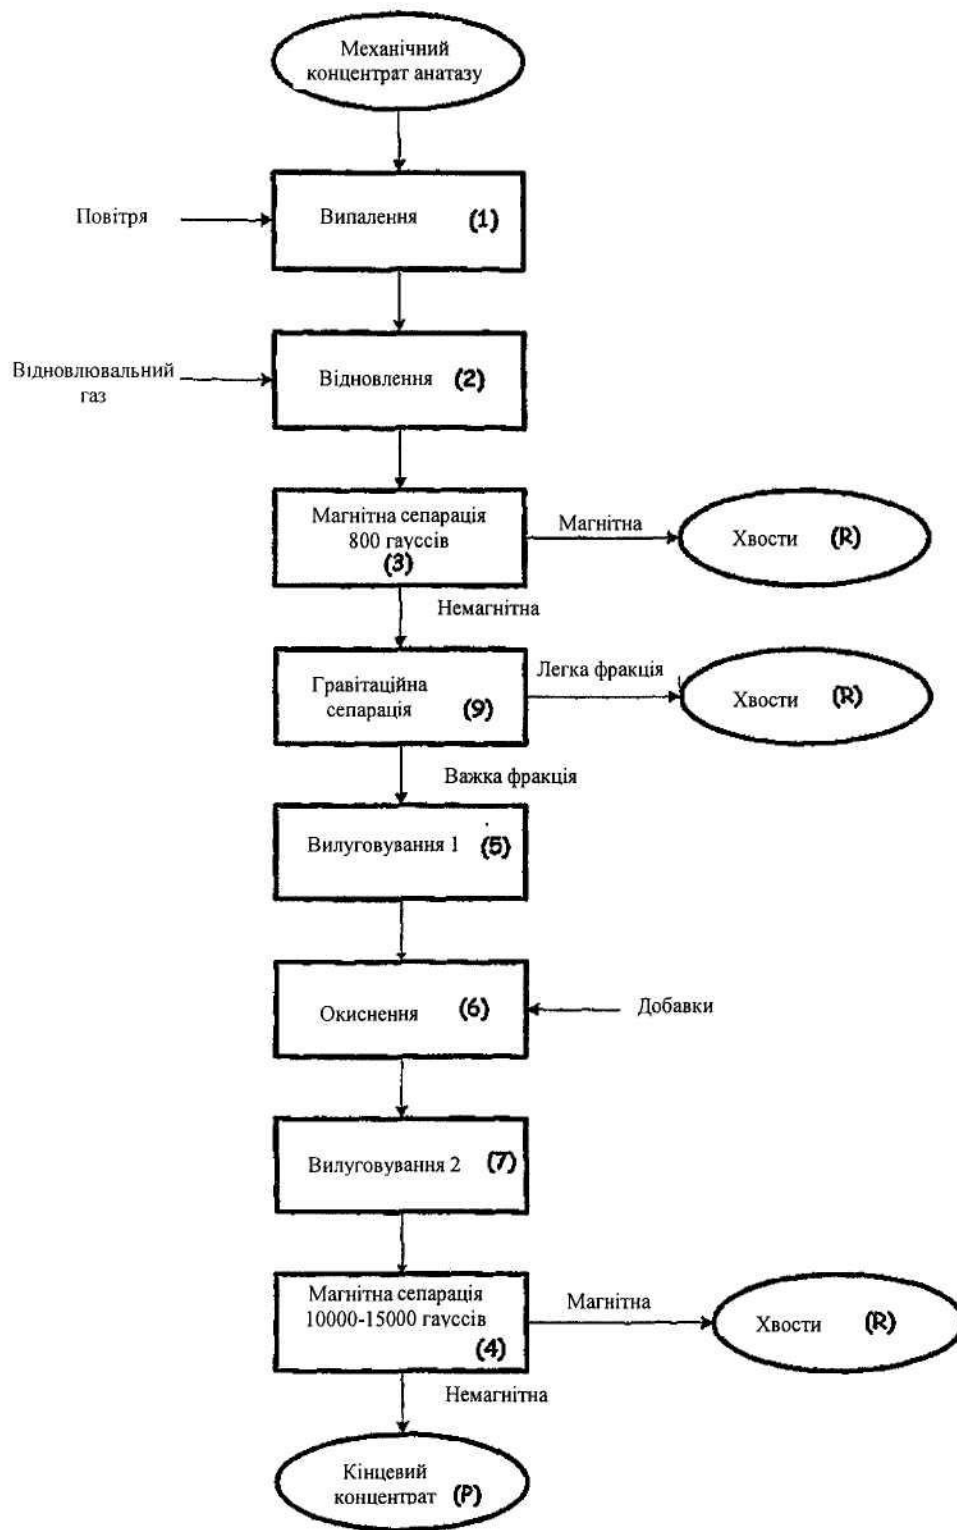 Механічний
концентрат анатазу
Повітря
Випалення (1)
Відновлювальний
газ
Відновлення (2)
Магнітна сепарація
800 гауссів
(3)
Магнітна
Хвости (R)
Немагнітна
Гравітаційна
сепарація (9)
Легка фракція
Хвости (R)
Важка фракція
Вилуговування 1 (5)
Окиснення (6)
Добавки
Вилуговування 2 (7)
Магнітна сепарація
10000-15000 гауссів
(4)
Магнітна
Хвости (R)
Немагнітна
Кінцевий
концентрат (P)